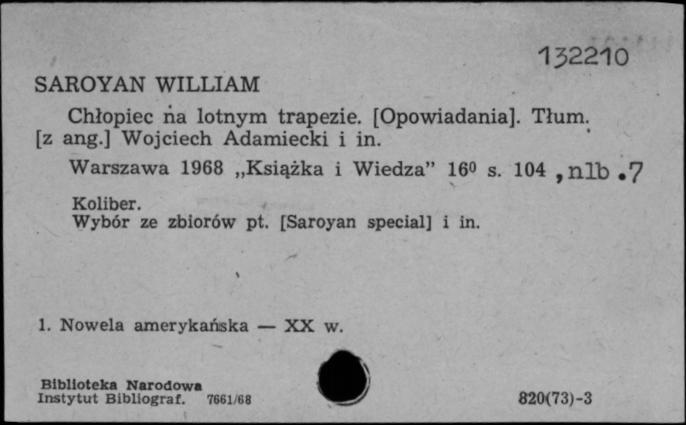 132210
SAROYAN WILLIAM
Chłopiec na lotnym trapezie. [Opowiadania]. Tłum.
[z ang.] Wojciech Adamiecki i in.
Warszawa 1968 „Książka i Wiedza” 16⁰ s. 104 , nlb . 7
Koliber.
Wybór ze zbiorów pt. [Saroyan special] i in.
1. Nowela amerykańska — XX w.
Biblioteka Narodowa
Instytut Bibliograf. 7661/68
820(73)-3